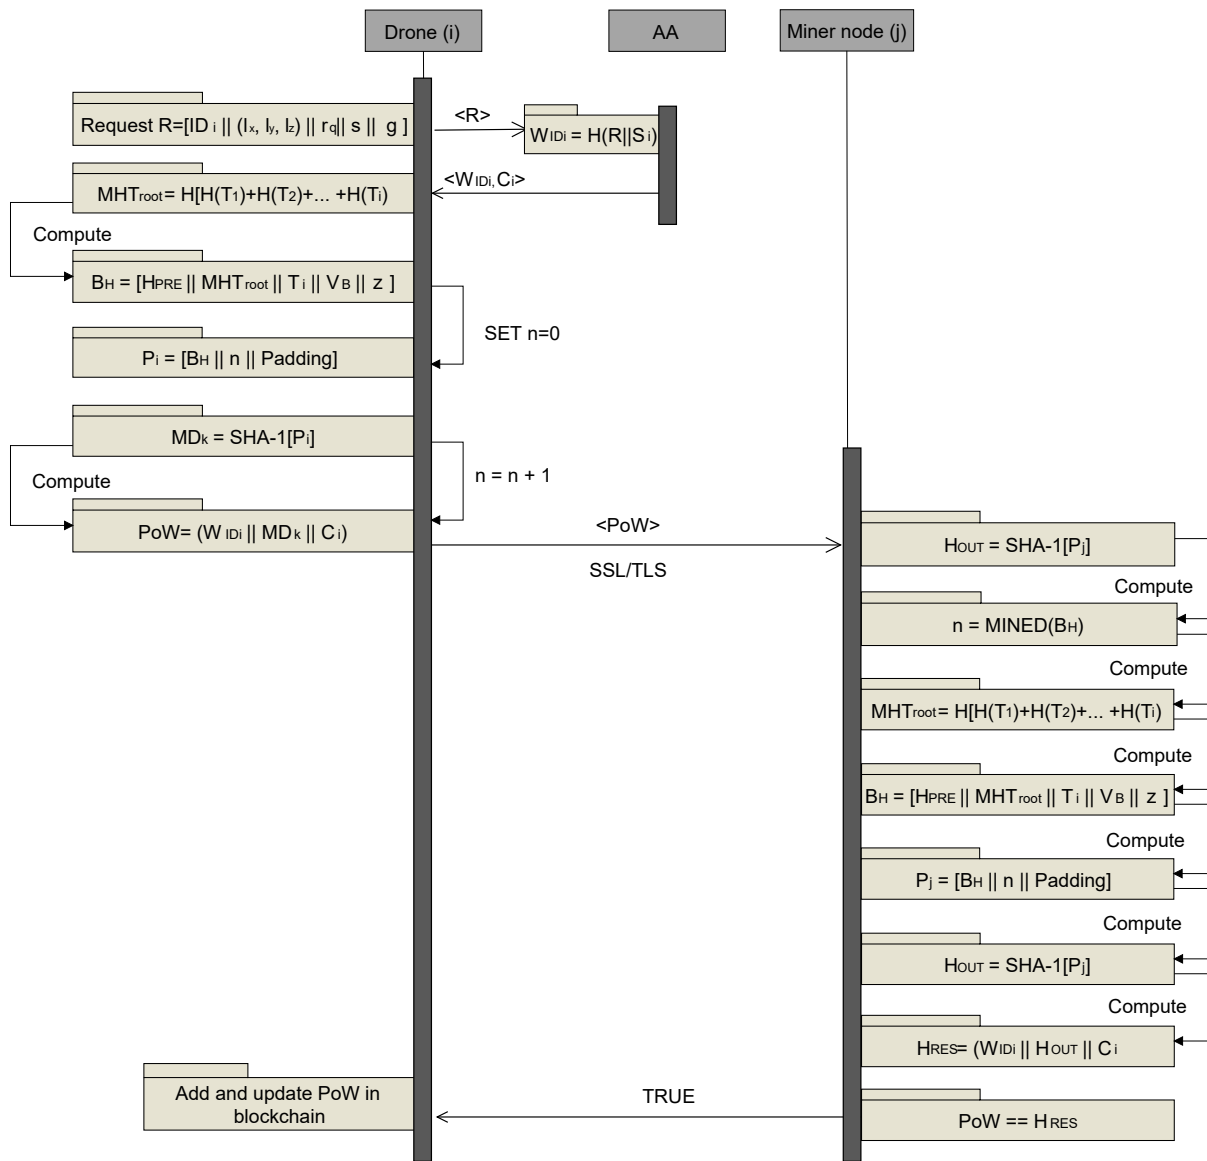 Drone (i)
AA
Miner node (j)
Request R=[ID i || (lx, ly, lz) || rq|| s || g ]
<R>
WIDi = H(R||Si)
MHTroot= H[H(T1)+H(T2)+... +H(Ti)
<WIDi,Ci>
Compute
BH = [HPRE || MHTroot || Ti || VB || z ]
SET n=0
Pi = [BH || n || Padding]
MDk = SHA-1[Pi]
Compute
n = n + 1
PoW= (W IDi || MDk || Ci)
<PoW>
SSL/TLS
HOUT = SHA-1[Pj]
Compute
n = MINED(BH)
Compute
MHTroot= H[H(T1)+H(T2)+... +H(Ti)
Compute
BH = [HPRE || MHTroot || Ti || VB || z ]
Compute
Pj = [BH || n || Padding]
Compute
HOUT = SHA-1[Pj]
Compute
HRES= (WIDi || HOUT || Ci
Add and update PoW in
blockchain
TRUE
PoW == HRES